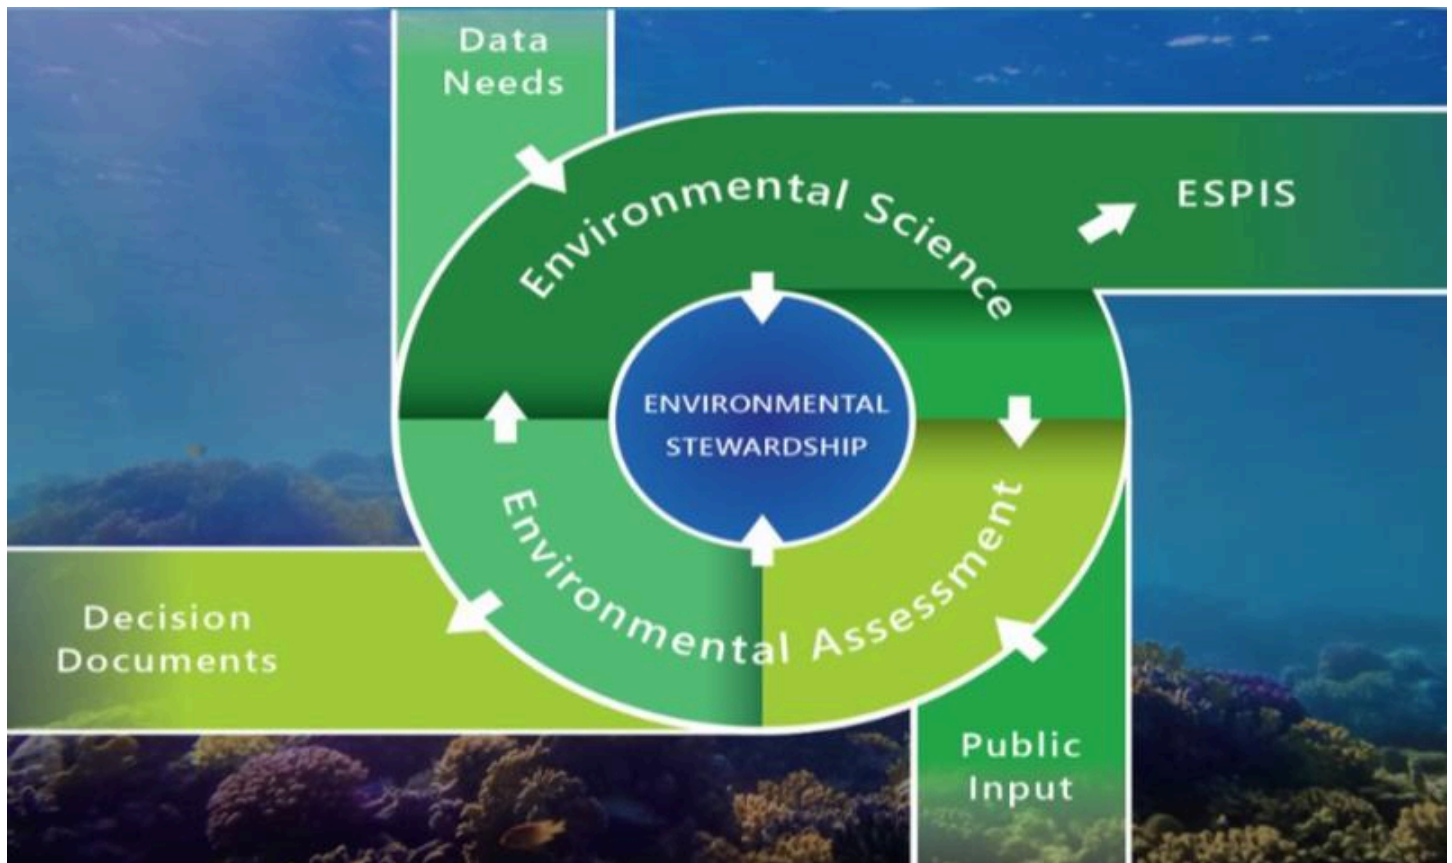 Data
Needs
Environmental Science
ESPIS
ENVIRONMENTAL
STEWARDSHIP
Environmental Assessment
Decision
Documents
Public
Input